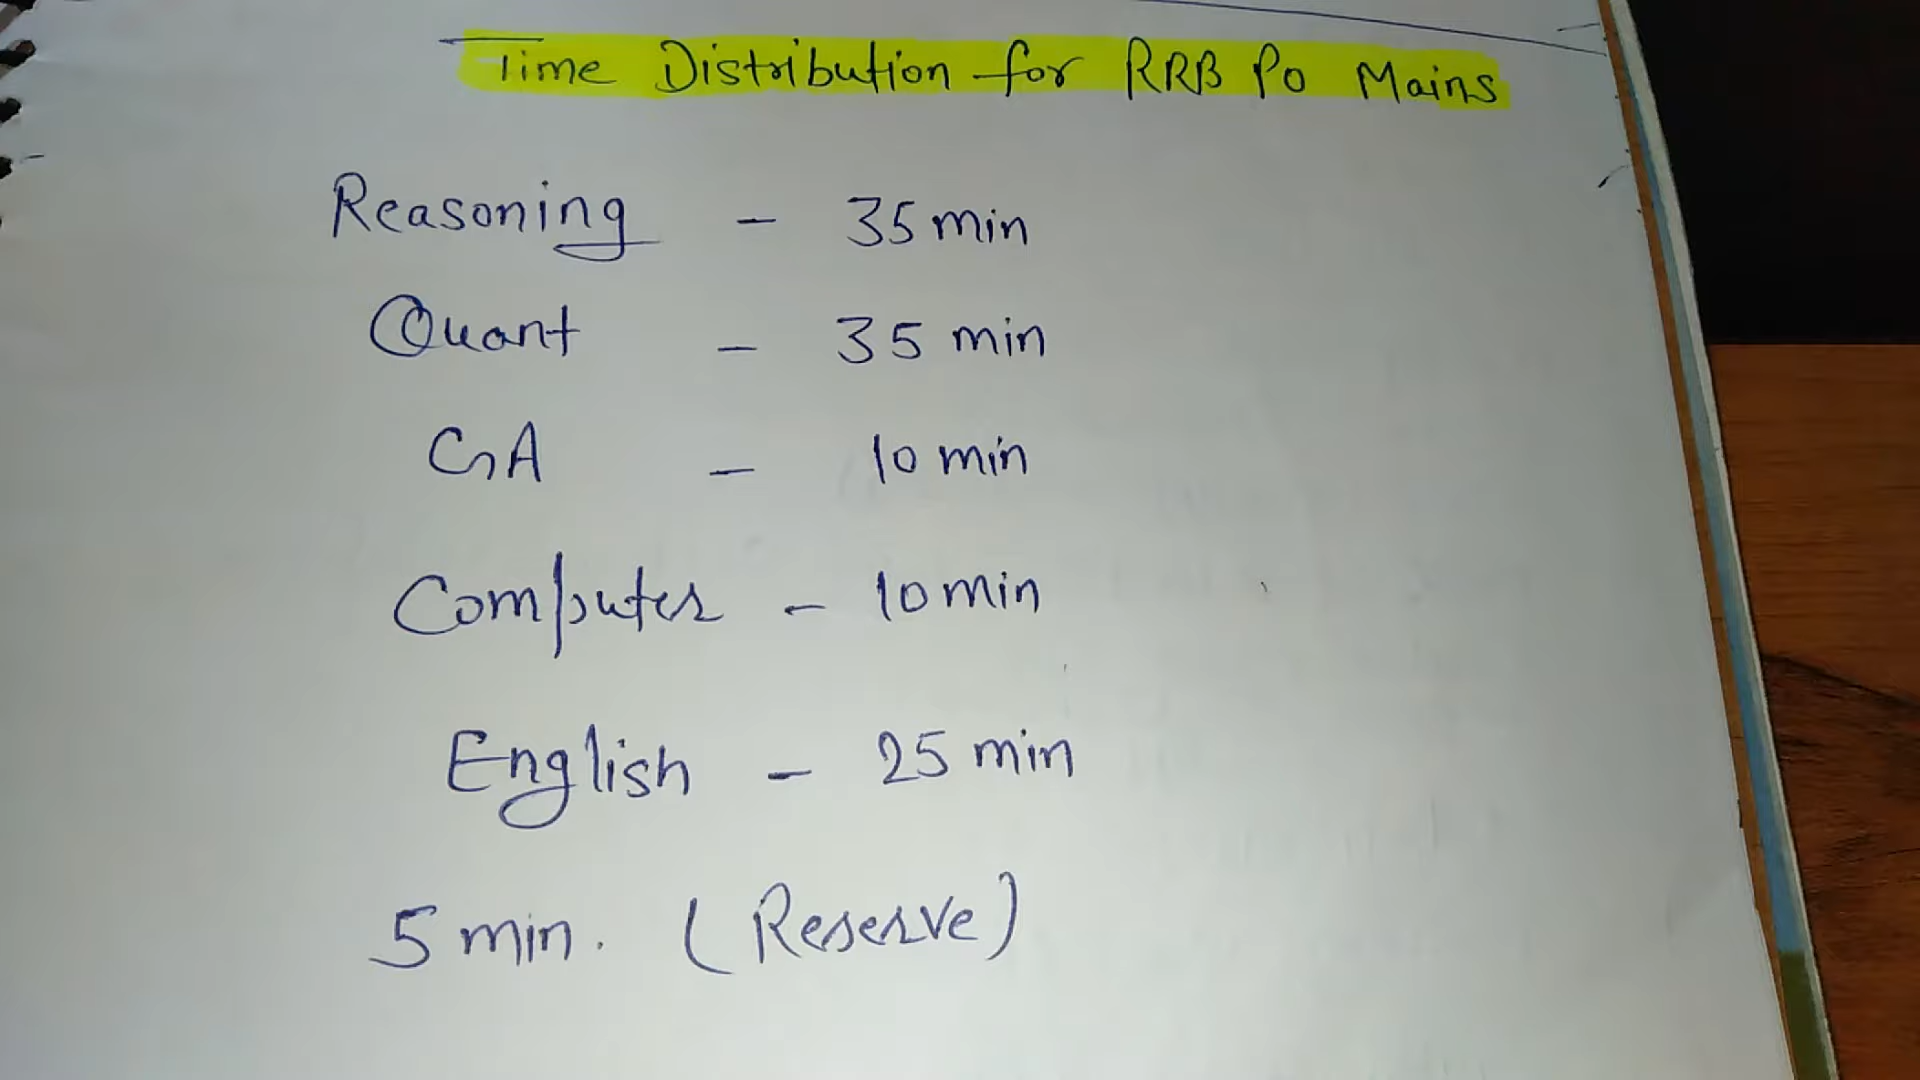 Time Distribution for RRB PO Mains
Reasoning - 35 min
Quant - 35 min
GA - 10 min
Computer - 10 min
English - 25 min
5 min. (Reserve)